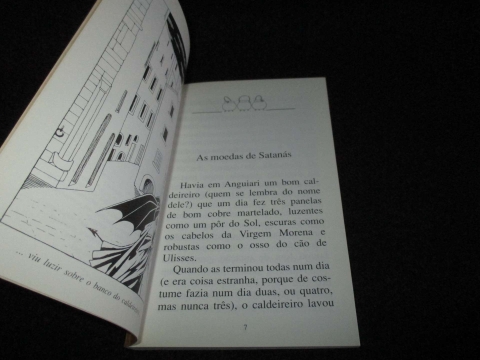 ... viu luzir sobre o banco do caldeireiro
As moedas de Satanás
Havia em Anguiari um bom cal-
deireiro (quem se lembra do nome
dele?) que um dia fez três panelas
de bom cobre martelado, luzentes
como um pôr do Sol, escuras como
os cabelos da Virgem Morena e
robustas como o osso do cão de
Ulisses.
Quando as terminou todas num dia
(e era coisa estranha, porque de cos-
tume fazia num dia duas, ou quatro,
mas nunca três), o caldeireiro lavou
7